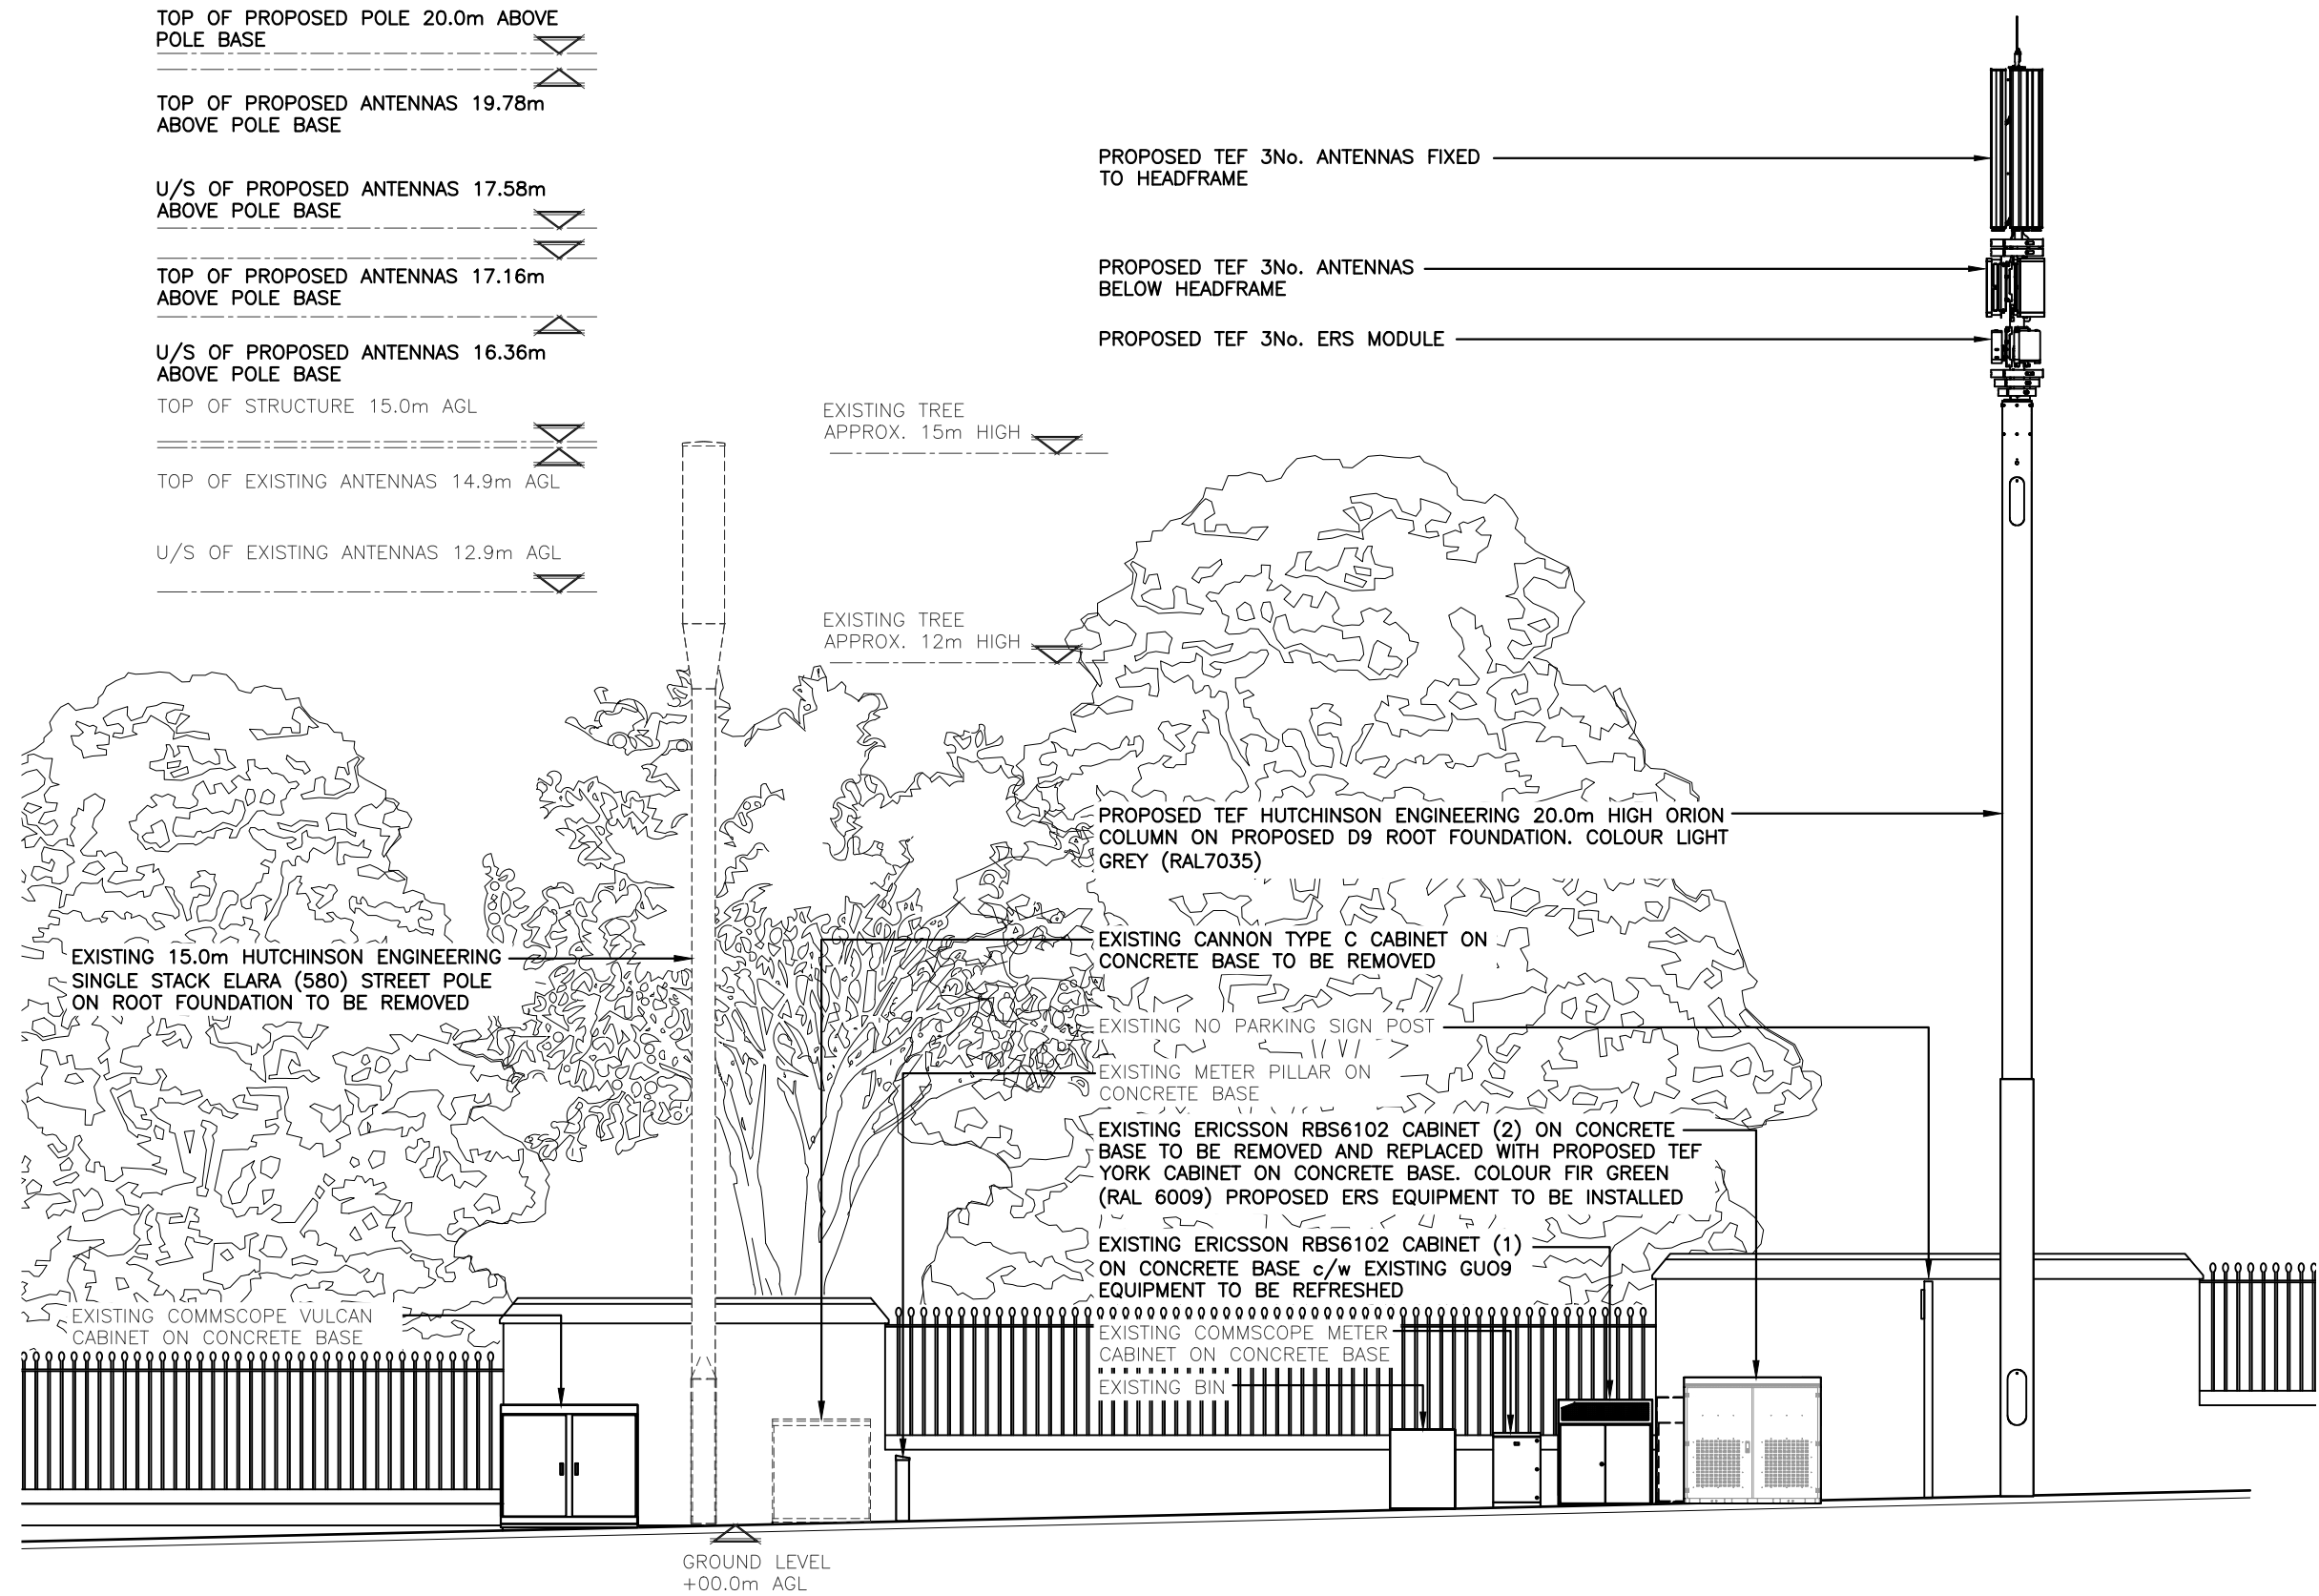 TOP OF PROPOSED POLE 20.0m ABOVE
POLE BASE
TOP OF PROPOSED ANTENNAS 19.78m
ABOVE POLE BASE
U/S OF PROPOSED ANTENNAS 17.58m
ABOVE POLE BASE
TOP OF PROPOSED ANTENNAS 17.16m
ABOVE POLE BASE
U/S OF PROPOSED ANTENNAS 16.36m
ABOVE POLE BASE
TOP OF STRUCTURE 15.0m AGL
TOP OF EXISTING ANTENNAS 14.9m AGL
U/S OF EXISTING ANTENNAS 12.9m AGL
EXISTING TREE
APPROX. 15m HIGH
EXISTING TREE
APPROX. 12m HIGH
PROPOSED TEF 3No. ANTENNAS FIXED
TO HEADFRAME
PROPOSED TEF 3No. ANTENNAS
BELOW HEADFRAME
PROPOSED TEF 3No. ERS MODULE
PROPOSED TEF HUTCHINSON ENGINEERING 20.0m HIGH ORION
COLUMN ON PROPOSED D9 ROOT FOUNDATION. COLOUR LIGHT
GREY (RAL7035)
EXISTING CANNON TYPE C CABINET ON
CONCRETE BASE TO BE REMOVED
EXISTING 15.0m HUTCHINSON ENGINEERING
SINGLE STACK ELARA (580) STREET POLE
ON ROOT FOUNDATION TO BE REMOVED
EXISTING NO PARKING SIGN POST
EXISTING METER PILLAR ON
CONCRETE BASE
EXISTING ERICSSON RBS6102 CABINET (2) ON CONCRETE
BASE TO BE REMOVED AND REPLACED WITH PROPOSED TEF
YORK CABINET ON CONCRETE BASE. COLOUR FIR GREEN
(RAL 6009) PROPOSED ERS EQUIPMENT TO BE INSTALLED
EXISTING ERICSSON RBS6102 CABINET (1)
ON CONCRETE BASE c/w EXISTING GU09
EQUIPMENT TO BE REFRESHED
EXISTING COMMSCOPE VULCAN
CABINET ON CONCRETE BASE
EXISTING COMMSCOPE METER
CABINET ON CONCRETE BASE
EXISTING BIN
GROUND LEVEL
+00.0m AGL